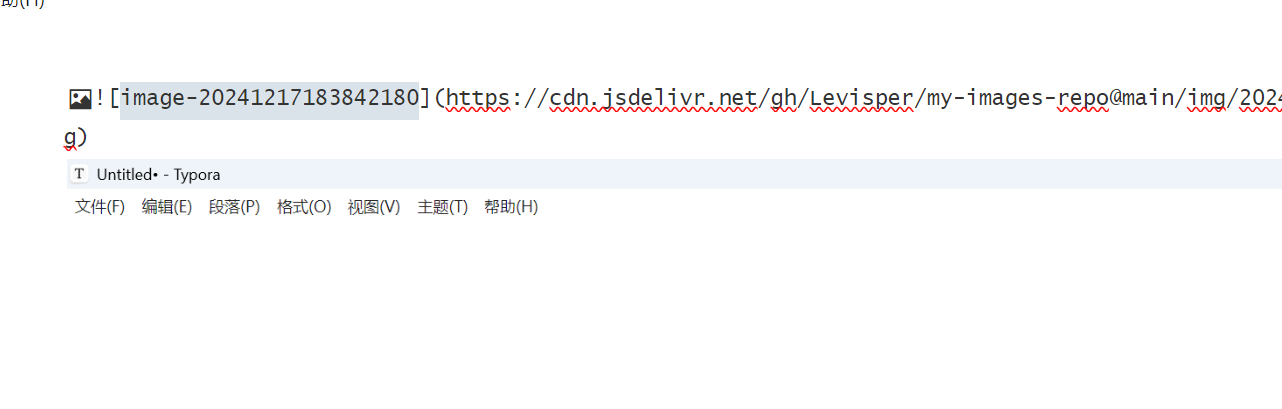 助(H)
![image-20241217183842180](https://cdn.jsdelivr.net/gh/Levisper/my-images-repo@main/img/2024
g)
T Untitled• - Typora
文件(F) 编辑(E) 段落(P) 格式(O) 视图(V) 主题(T) 帮助(H)